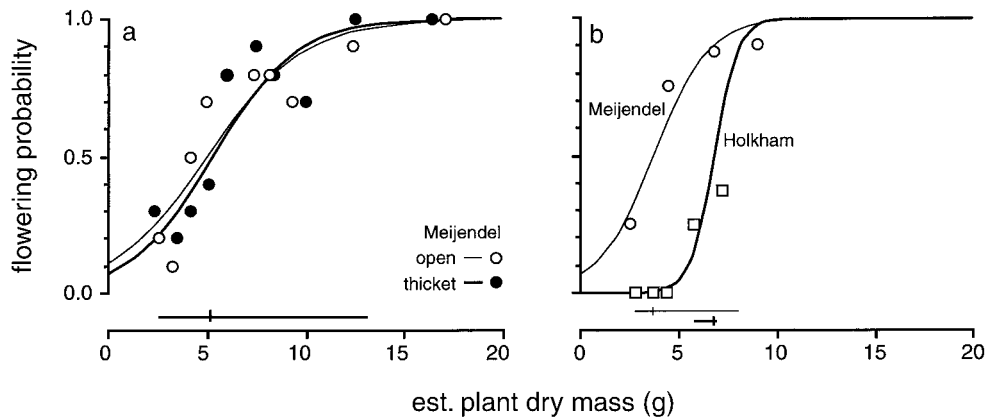 1.0
a
0.5
0.0
flowering probability
Meijendel
open
thicket
0 5 10 15 20
b
Meijendel
Holkham
0 5 10 15 20
est. plant dry mass (g)